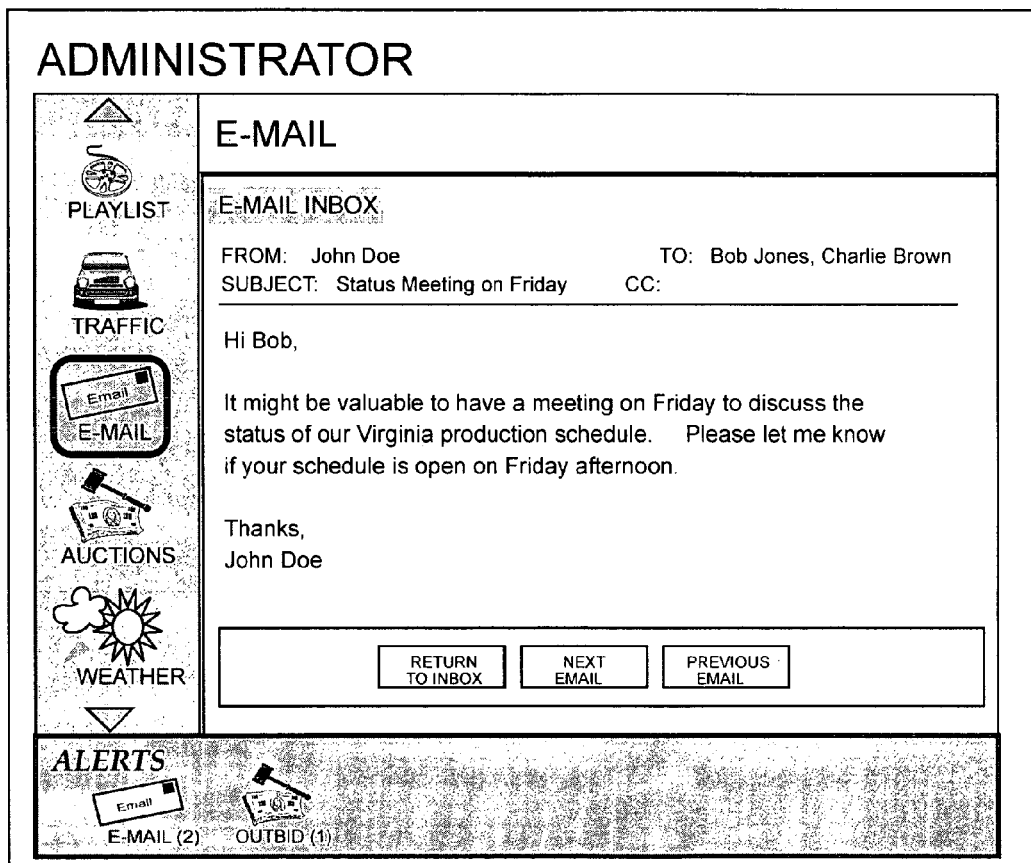 ADMINISTRATOR
PLAYLIST
TRAFFIC
Email
E-MAIL
AUCTIONS
WEATHER
E-MAIL
E-MAIL INBOX
FROM: John Doe TO: Bob Jones, Charlie Brown
SUBJECT: Status Meeting on Friday CC:
Hi Bob,
It might be valuable to have a meeting on Friday to discuss the
status of our Virginia production schedule. Please let me know
if your schedule is open on Friday afternoon.
Thanks,
John Doe
RETURN
TO INBOX
NEXT
EMAIL
PREVIOUS
EMAIL
ALERTS
Email
E-MAIL (2)
OUTBID (1)